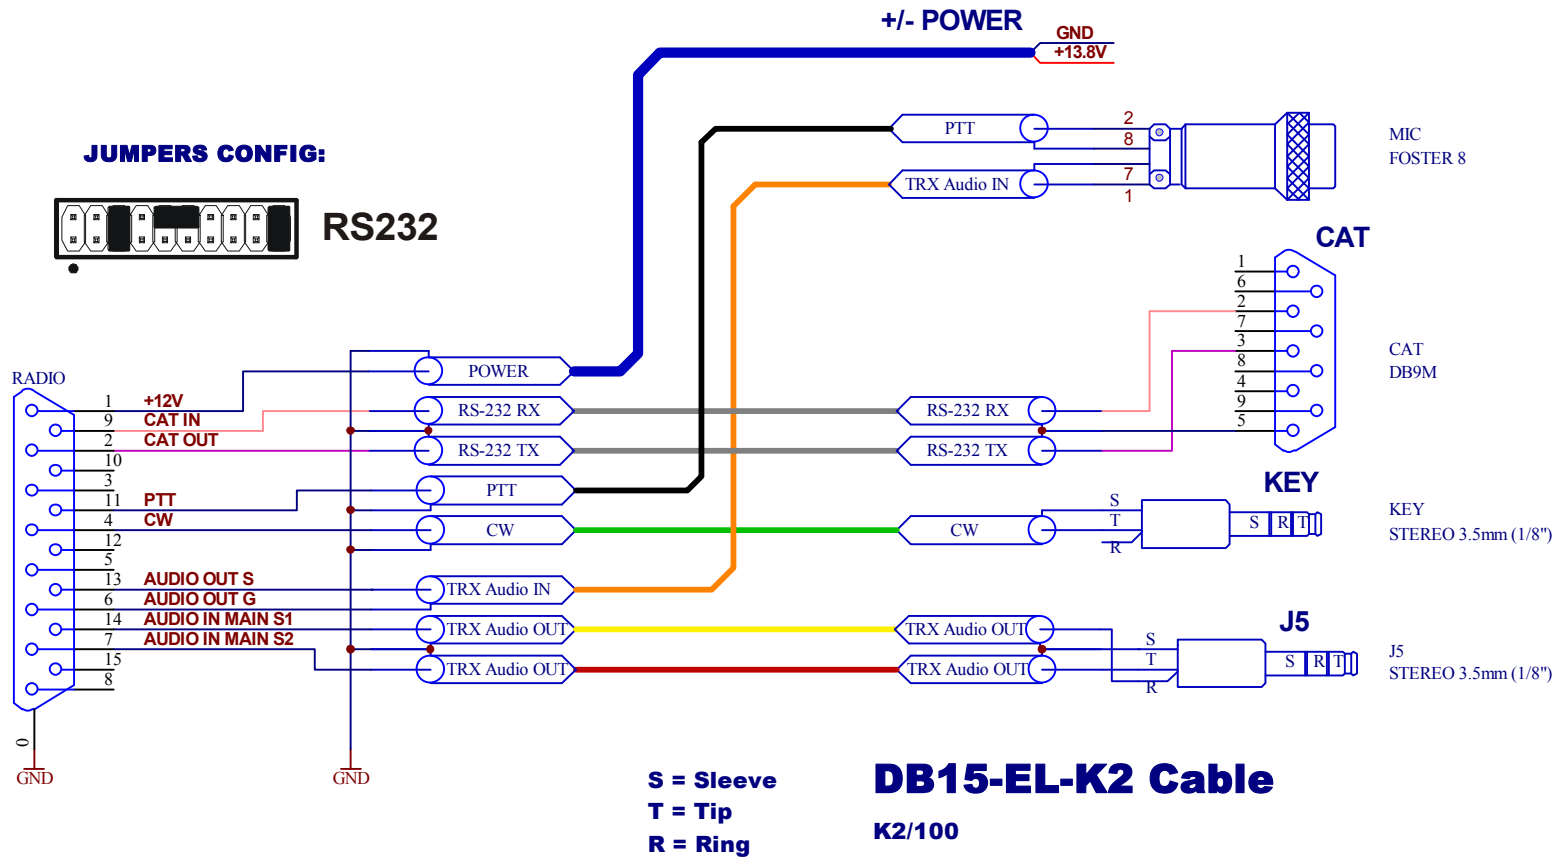 +/- POWER
GND
+13.8V
PTT
2
8
TRX Audio IN
7
1
MIC
FOSTER 8
JUMPERS CONFIG:
RS232
CAT
1
6
2
7
3
8
4
9
5
CAT
DB9M
RADIO
1
+12V
9
CAT IN
2
CAT OUT
10
3
11
PTT
4
CW
12
5
13
AUDIO OUT S
6
AUDIO OUT G
14
AUDIO IN MAIN S1
7
AUDIO IN MAIN S2
15
8
0
GND
GND
POWER
RS-232 RX
RS-232 TX
PTT
CW
TRX Audio IN
TRX Audio OUT
TRX Audio OUT
RS-232 RX
RS-232 TX
CW
TRX Audio OUT
TRX Audio OUT
KEY
S
T
R
S R T
KEY
STEREO 3.5mm (1/8")
J5
S
T
R
S R T
J5
STEREO 3.5mm (1/8")
S = Sleeve
T = Tip
R = Ring
DB15-EL-K2 Cable
K2/100